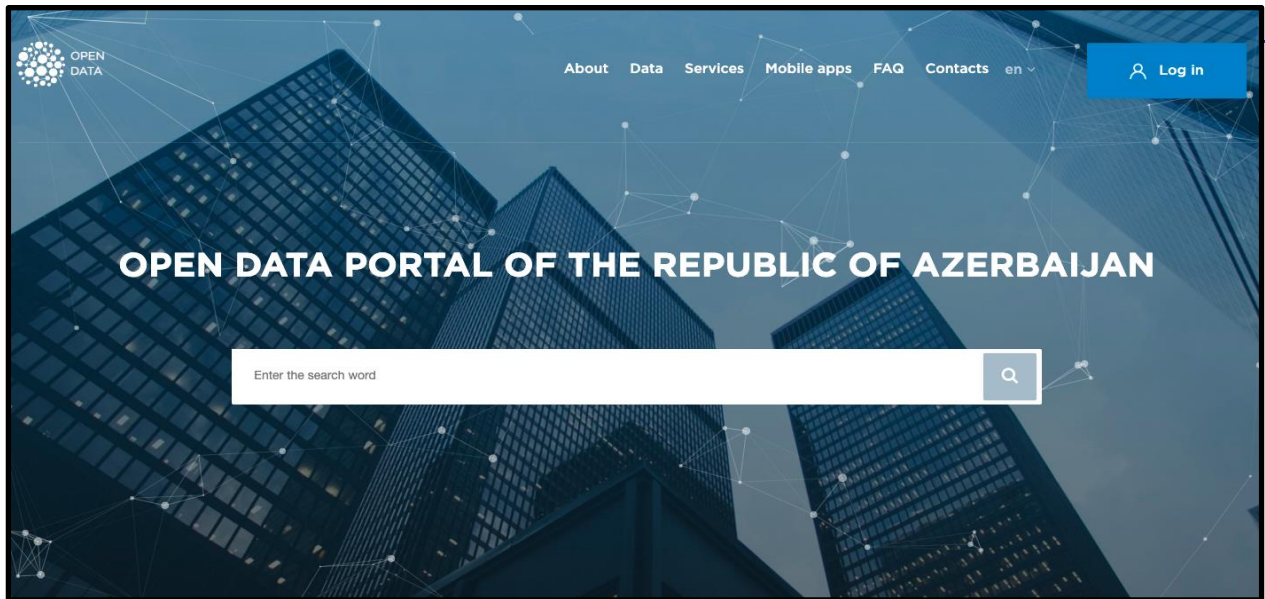 OPEN
DATA
About Data Services Mobile apps FAQ Contacts en Log in
OPEN DATA PORTAL OF THE REPUBLIC OF AZERBAIJAN
Enter the search word